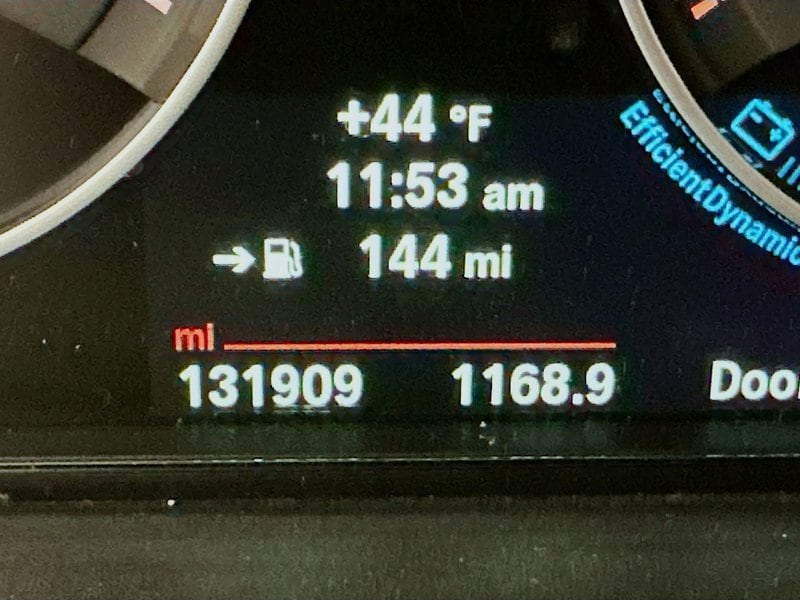 +44 °F
11:53 am
144 mi
mi
131909 1168.9
EfficientDynamic